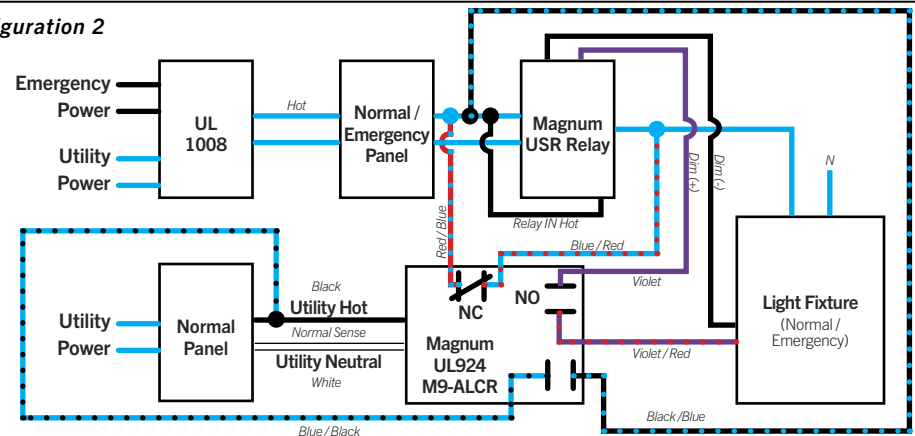 iguration 2
Emergency
Power
Utility
Power
UL
1008
Hot
Normal /
Emergency
Panel
Magnum
USR Relay
Dim (+)
Dim (-)
N
Relay IN Hot
Red / Blue
Blue / Red
Violet
Light Fixture
(Normal /
Emergency)
Utility
Power
Normal
Panel
Black
Utility Hot
Normal Sense
Utility Neutral
White
NC
NO
Magnum
UL924
M9-ALCR
Violet / Red
Black /Blue
Blue / Black